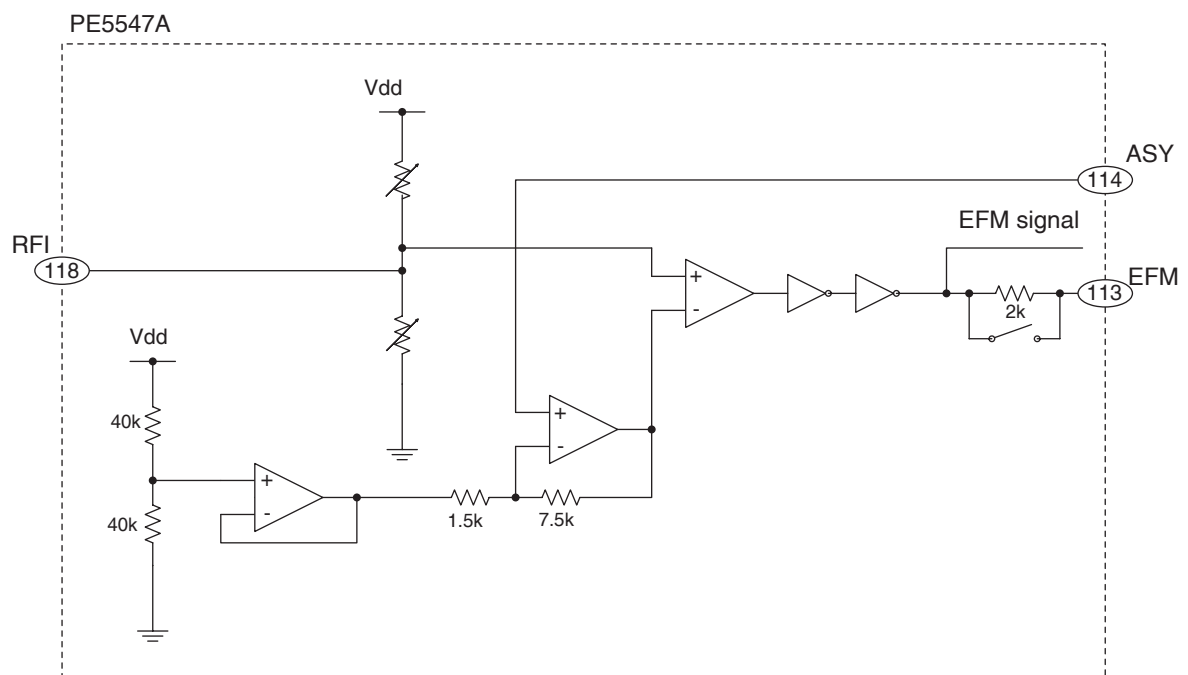 PE5547A
Vdd
ASY
114
EFM signal
RFI
118
+
-
EFM
113
2k
Vdd
40k
+
-
+
-
40k
1.5k
7.5k